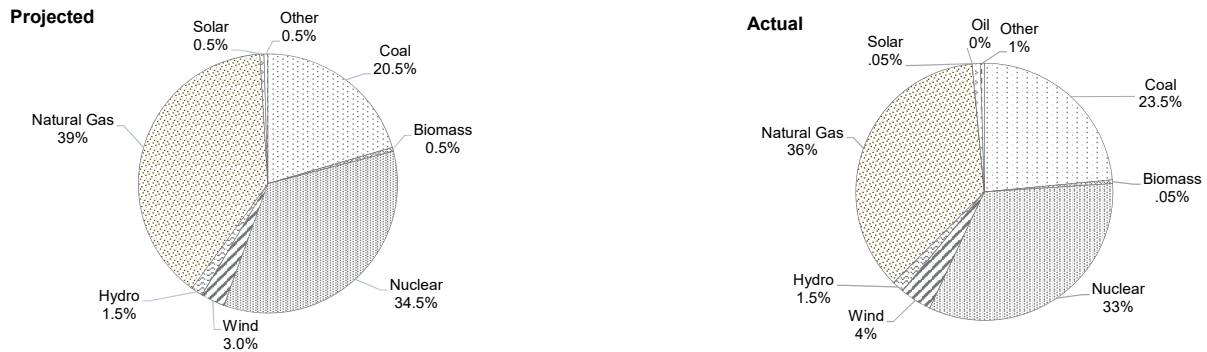 Projected
Solar
0.5%
Other
0.5%
Coal
20.5%
Natural Gas
39%
Biomass
0.5%
Nuclear
34.5%
Hydro
1.5%
Wind
3.0%
Actual
Solar
.05%
Oil
0%
Other
1%
Coal
23.5%
Natural Gas
36%
Biomass
.05%
Hydro
1.5%
Nuclear
33%
Wind
4%